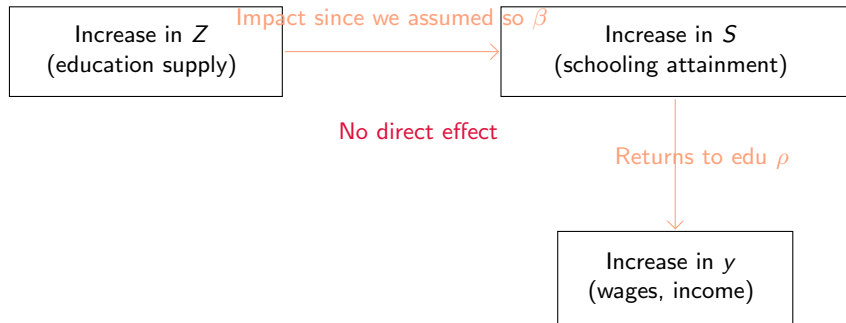 Impact since we assumed so β
Increase in Z
(education supply)
Increase in S
(schooling attainment)
No direct effect
Returns to edu ρ
Increase in y
(wages, income)